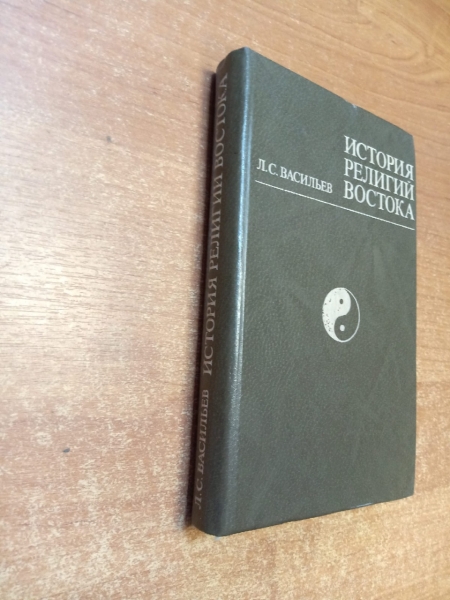 Л.С. ВАСИЛЬЕВ
ИСТОРИЯ
РЕЛИГИЙ
ВОСТОКА
Л.С. ВАСИЛЬЕВ ИСТОРИЯ РЕЛИГИЙ ВОСТОКА